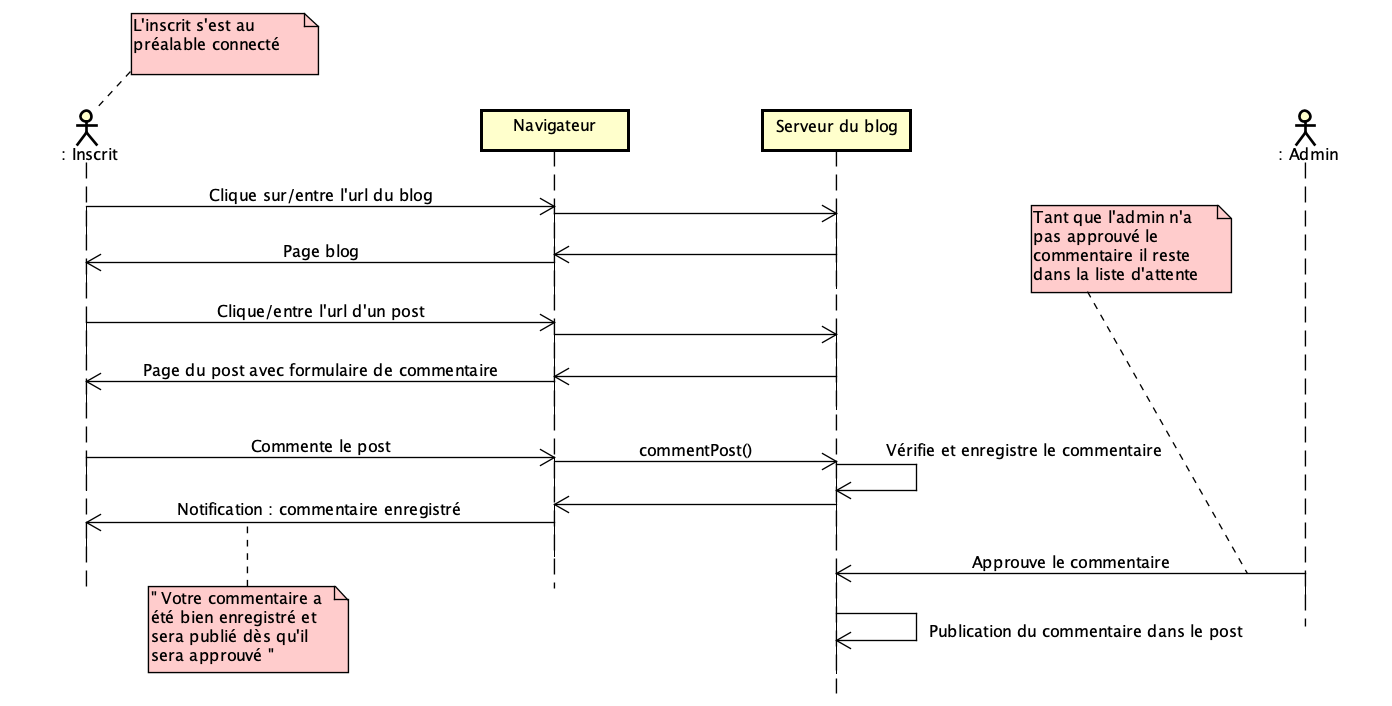 L'inscrit s'est au
préalable connecté
: Inscrit
Navigateur
Serveur du blog
: Admin
Clique sur/entre l'url du blog
Page blog
Tant que l'admin n'a
pas approuvé le
commentaire il reste
dans la liste d'attente
Clique/entre l'url d'un post
Page du post avec formulaire de commentaire
Commente le post
commentPost()
Vérifie et enregistre le commentaire
Notification : commentaire enregistré
Approuve le commentaire
" Votre commentaire a
été bien enregistré et
sera publié dès qu'il
sera approuvé "
Publication du commentaire dans le post